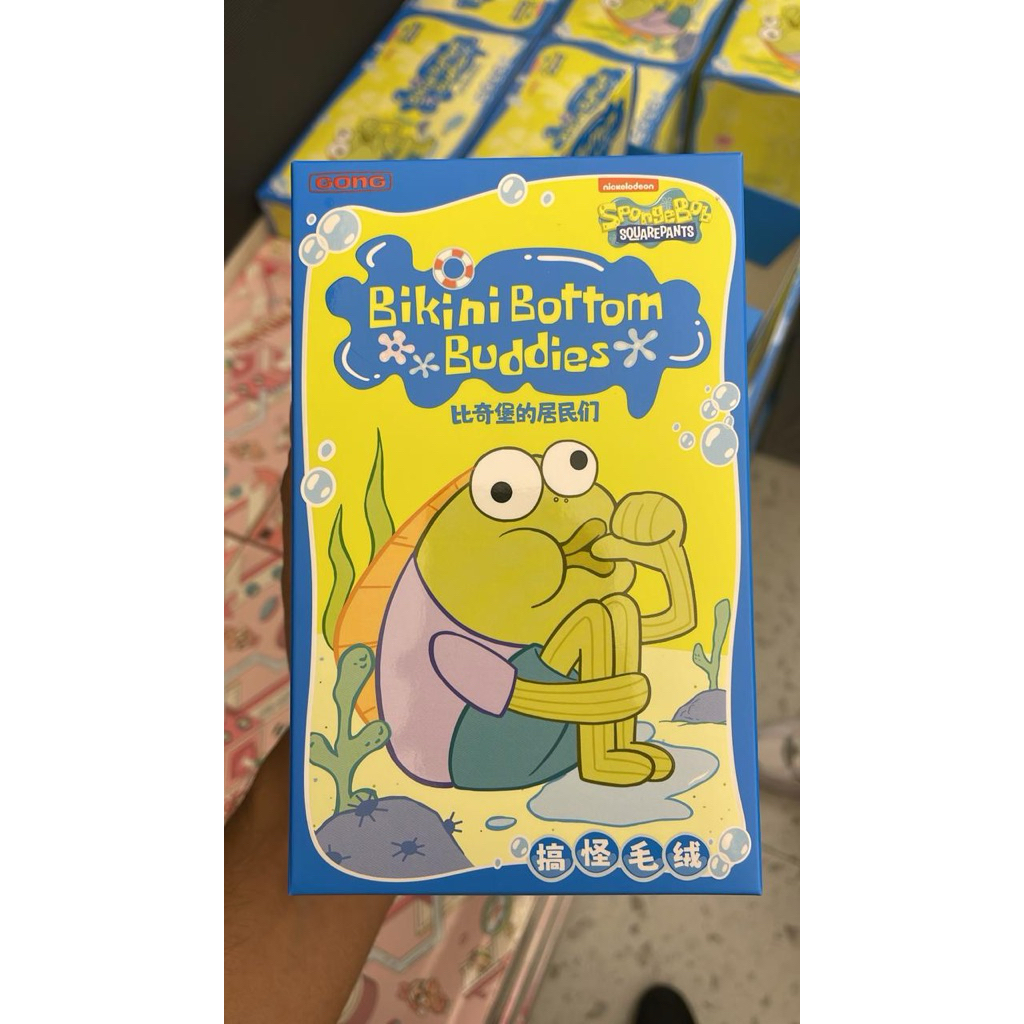 GONG
nickelodeon
SpongeBob
SQUAREPANTS
Bikini Bottom
Buddies
比奇堡的居民们
搞怪毛绒